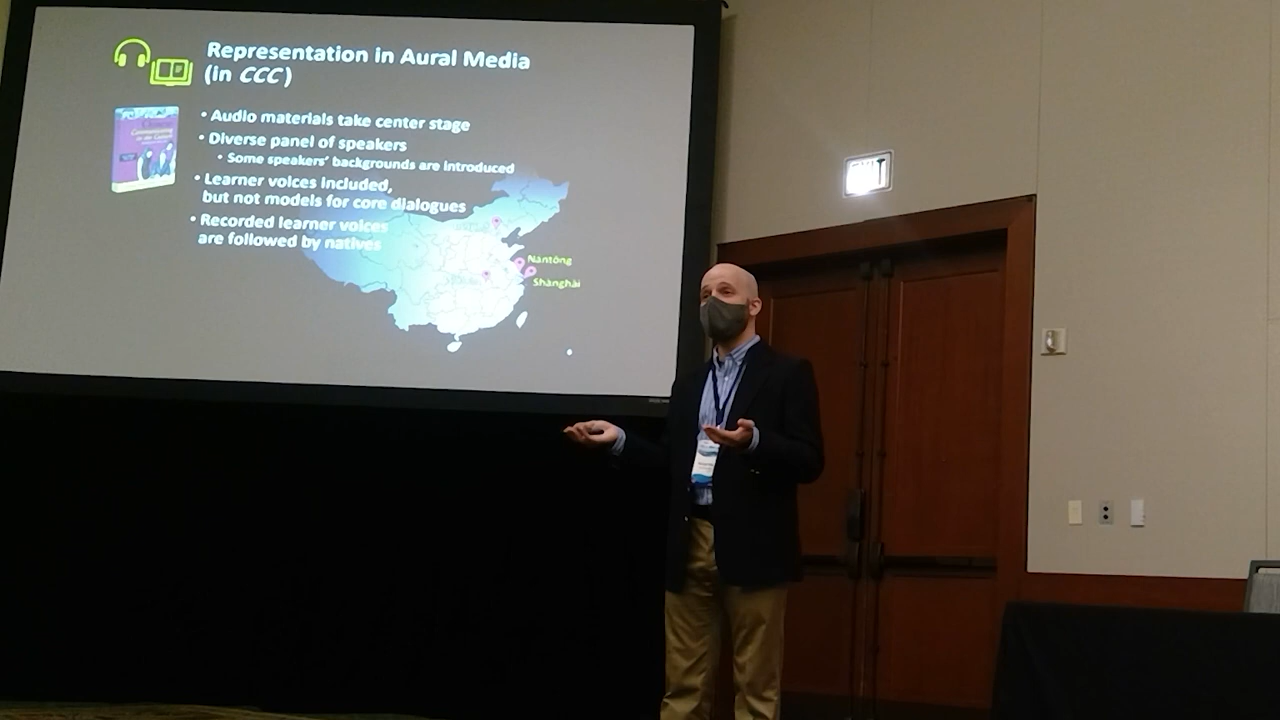 Representation in Aural Media
(in CCC)
• Audio materials take center stage
• Diverse panel of speakers
• Some speakers' backgrounds are introduced
• Learner voices included,
but not models for core dialogues
• Recorded learner voices
are followed by natives
Nántōng
Shànghǎi
EXIT